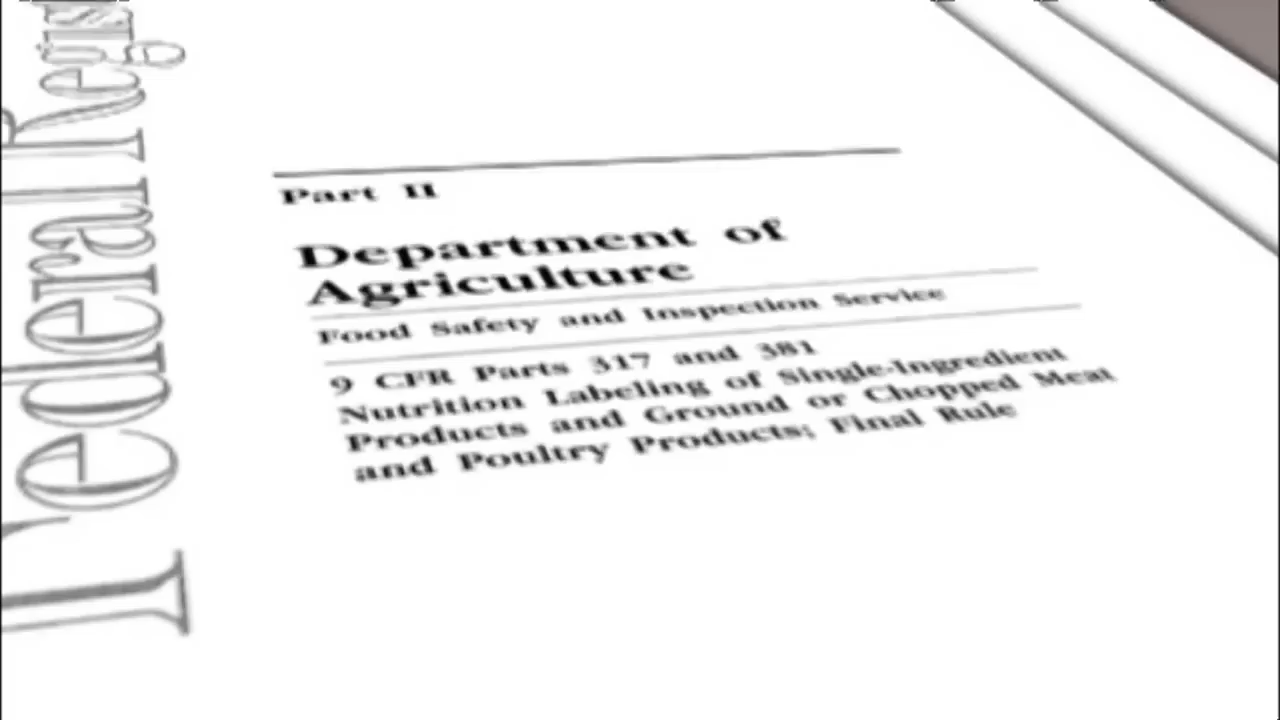 Federal Regis
Part II
Department of
Agriculture
Food Safety and Inspection Service
9 CFR Parts 317 and 381
Nutrition Labeling of Single-Ingredient
Products and Ground or Chopped Meat
and Poultry Products; Final Rule